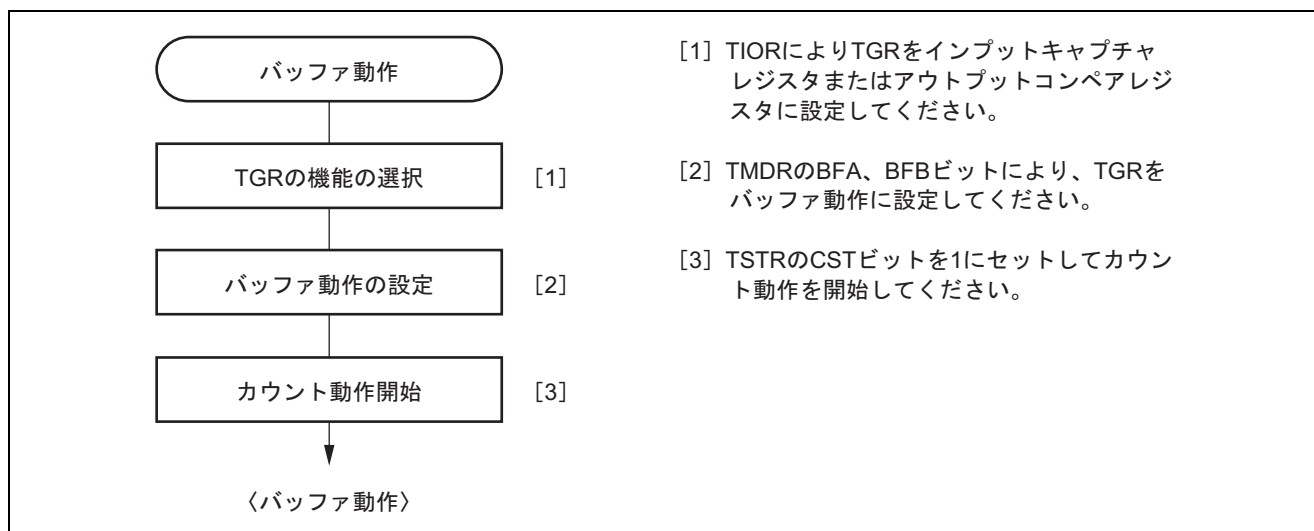 バッファ動作
TGRの機能の選択 [1]
バッファ動作の設定 [2]
カウント動作開始 [3]
〈バッファ動作〉
[1] TIORによりTGRをインプットキャプチャ
レジスタまたはアウトプットコンペアレジ
スタに設定してください。
[2] TMDRのBFA、BFBビットにより、TGRを
バッファ動作に設定してください。
[3] TSTRのCSTビットを1にセットしてカウン
ト動作を開始してください。